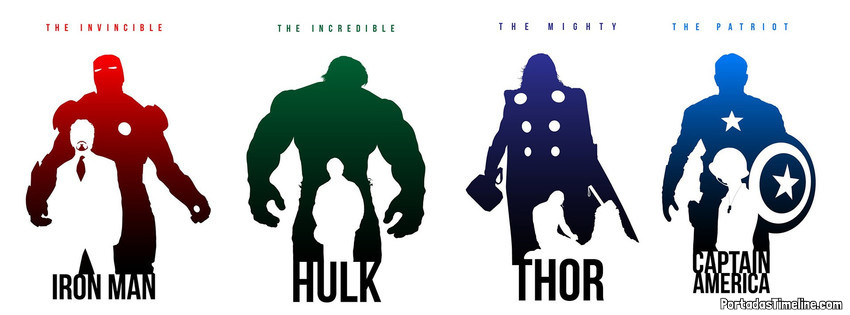 THE INVINCIBLE
IRON MAN
THE INCREDIBLE
HULK
THE MIGHTY
THOR
THE PATRIOT
CAPTAIN
AMERICA
PortadasTimeline.com